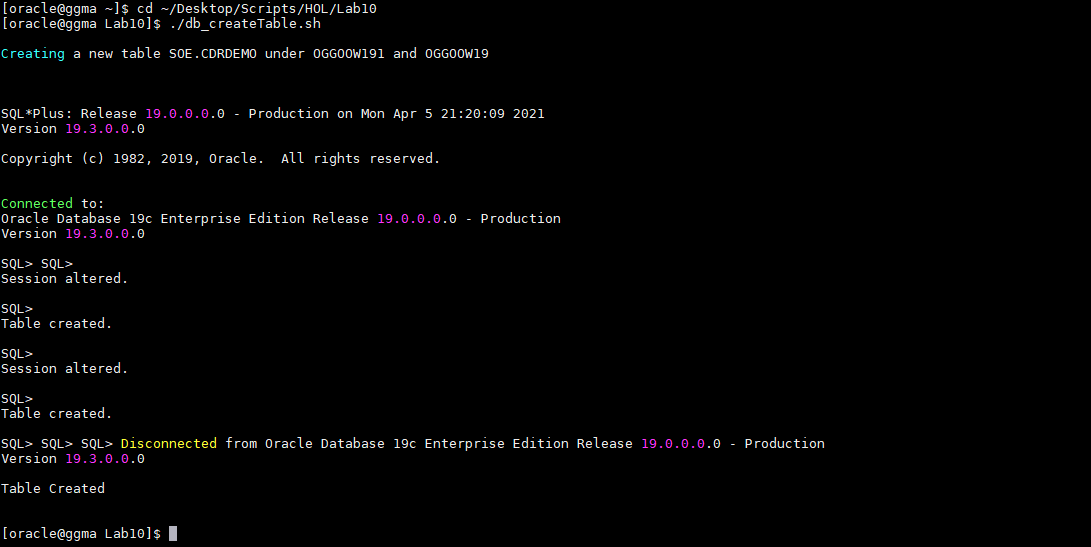 [oracle@ggma ~]$ cd ~/Desktop/Scripts/HOL/Lab10
[oracle@ggma Lab10]$ ./db_createTable.sh
Creating a new table SOE.CDRDEMO under OGGOOW191 and OGGOOW19
SQL*Plus: Release 19.0.0.0.0 - Production on Mon Apr 5 21:20:09 2021
Version 19.3.0.0.0
Copyright (c) 1982, 2019, Oracle.  All rights reserved.
Connected to:
Oracle Database 19c Enterprise Edition Release 19.0.0.0.0 - Production
Version 19.3.0.0.0
SQL> SQL>
Session altered.
SQL>
Table created.
SQL>
Session altered.
SQL>
Table created.
SQL> SQL> SQL> Disconnected from Oracle Database 19c Enterprise Edition Release 19.0.0.0.0 - Production
Version 19.3.0.0.0
Table Created
[oracle@ggma Lab10]$